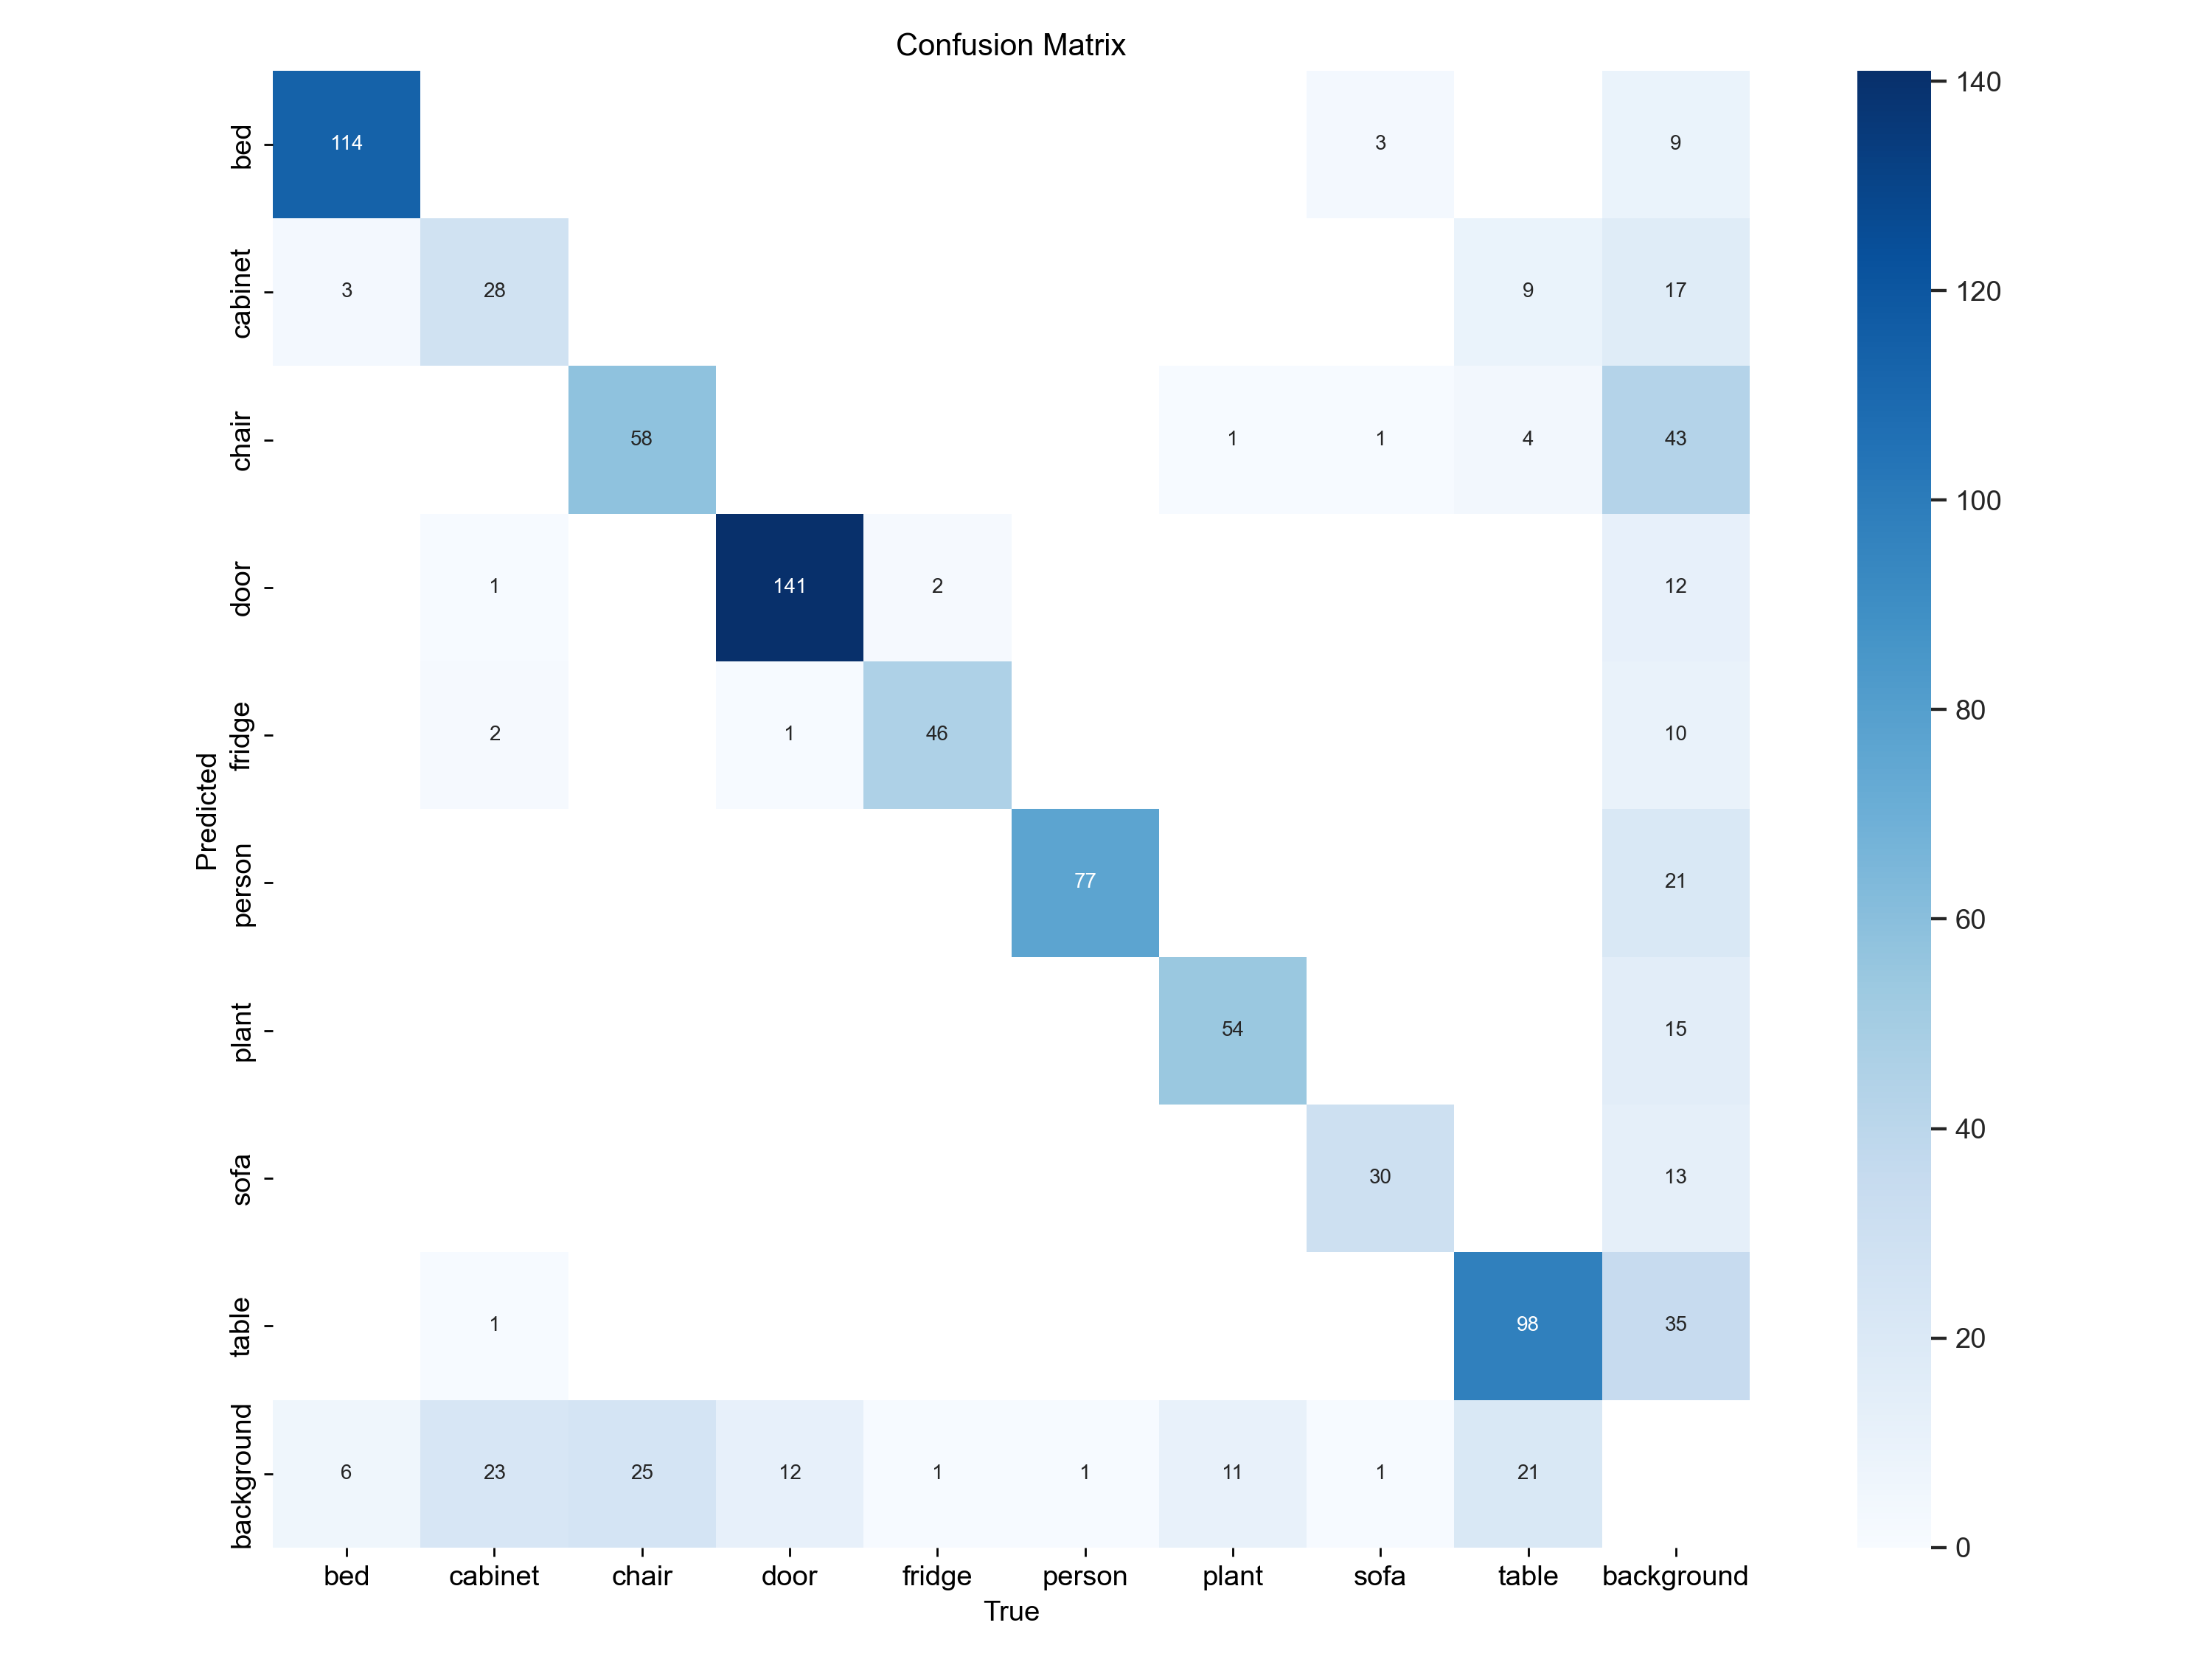 Confusion Matrix
bed 114 3 9
cabinet 3 28 9 17
chair 58 1 1 4 43
door 1 141 2 12
fridge 2 1 46 10
person 77 21
plant 54 15
sofa 30 13
table 1 98 35
background 6 23 25 12 1 1 11 1 21
bed cabinet chair door fridge person plant sofa table background
True
Predicted
140
120
100
80
60
40
20
0